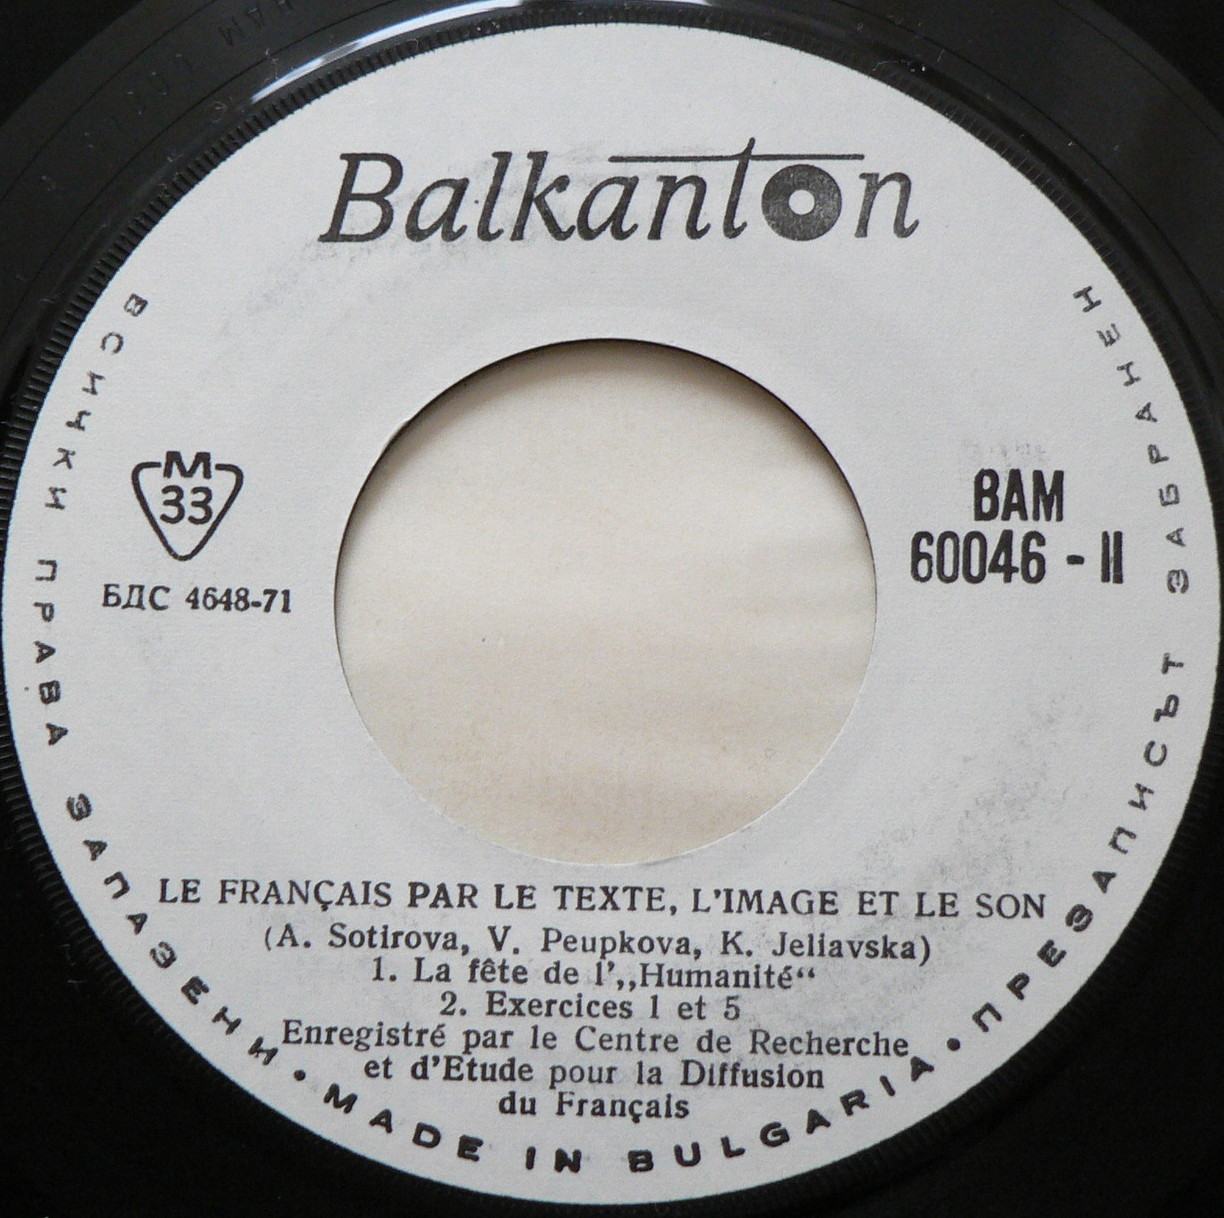 Balkanton
M
33
БДС 4648-71
ВАМ
60046 - II
LE FRANÇAIS PAR LE TEXTE, L'IMAGE ET LE SON
(A. Sotirova, V. Peupkova, K. Jeliavska)
1. La fête de l',,Humanité“
2. Exercices 1 et 5
Enregistré par le Centre de Recherche
et d'Etude pour la Diffusion
du Français
ВСИЧКИ ПРАВА ЗАПАЗЕНИ • MADE IN BULGARIA • ПРЕЗАПИСЪТ ЗАБРАНЕН